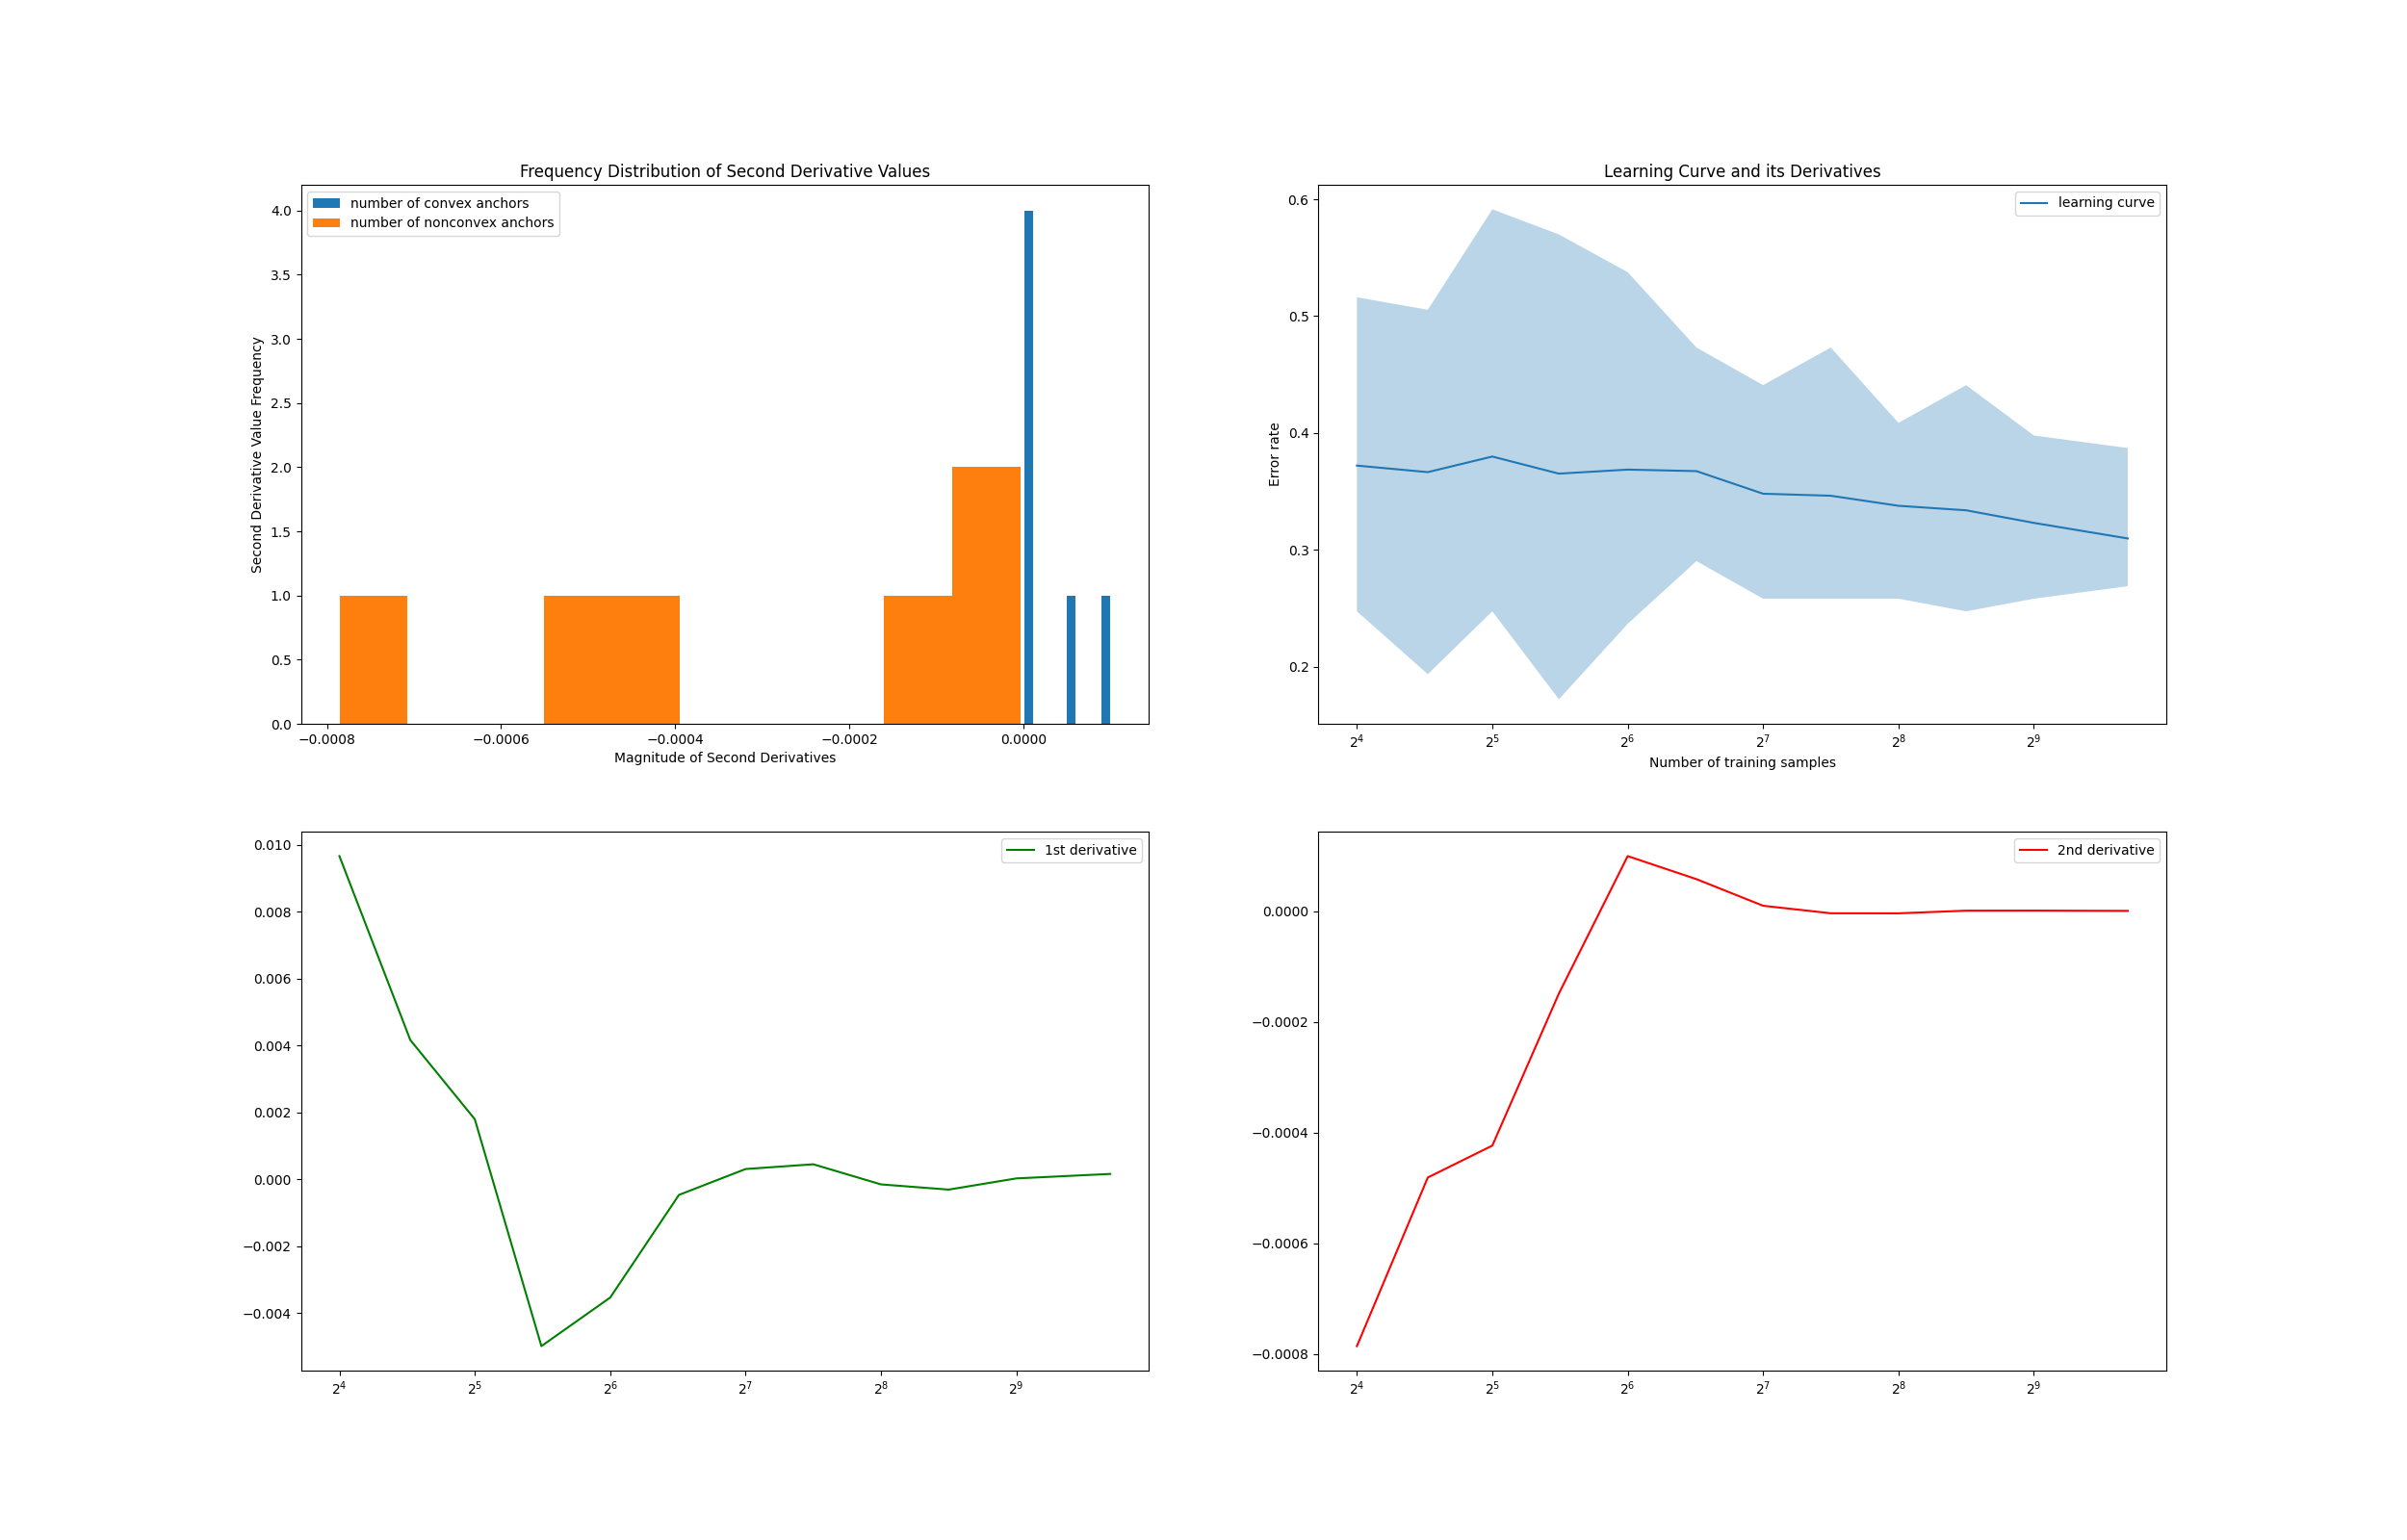 Frequency Distribution of Second Derivative Values
number of convex anchors
number of nonconvex anchors
Second Derivative Value Frequency
4.0
3.5
3.0
2.5
2.0
1.5
1.0
0.5
0.0
−0.0008 −0.0006 −0.0004 −0.0002 0.0000
Magnitude of Second Derivatives
Learning Curve and its Derivatives
learning curve
Error rate
0.6
0.5
0.4
0.3
0.2
2⁴ 2⁵ 2⁶ 2⁷ 2⁸ 2⁹
Number of training samples
1st derivative
0.010
0.008
0.006
0.004
0.002
0.000
−0.002
−0.004
2⁴ 2⁵ 2⁶ 2⁷ 2⁸ 2⁹
2nd derivative
0.0000
−0.0002
−0.0004
−0.0006
−0.0008
2⁴ 2⁵ 2⁶ 2⁷ 2⁸ 2⁹